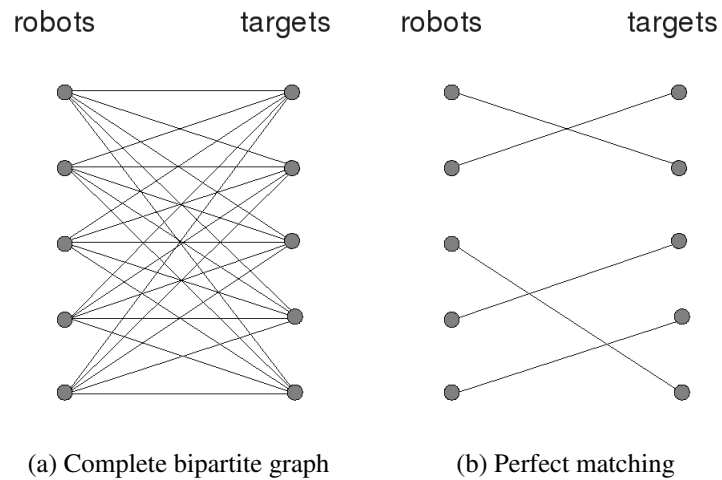 robots targets robots targets
(a) Complete bipartite graph (b) Perfect matching